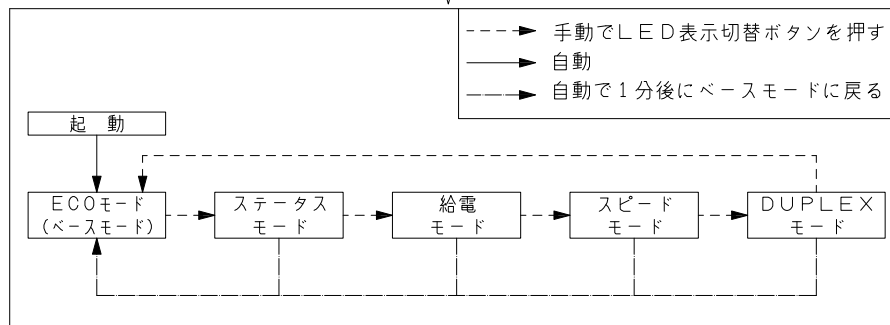 手動でLED表示切替ボタンを押す
自動
自動で1分後にベースモードに戻る
起 動
ECOモード
(ベースモード)
ステータス
モード
給電
モード
スピード
モード
DUPLEX
モード